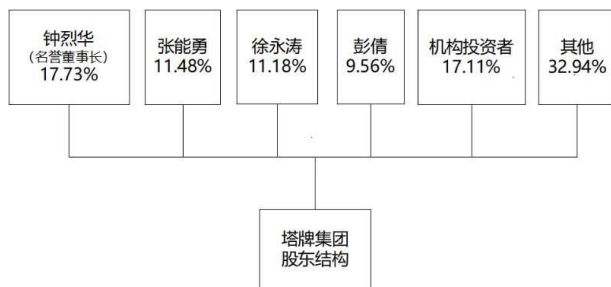 钟烈华
(名誉董事长)
17.73%
张能勇
11.48%
徐永涛
11.18%
彭倩
9.56%
机构投资者
17.11%
其他
32.94%
塔牌集团
股东结构